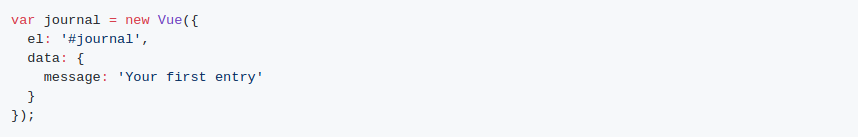 var journal = new Vue({
  el: '#journal',
  data: {
    message: 'Your first entry'
  }
});